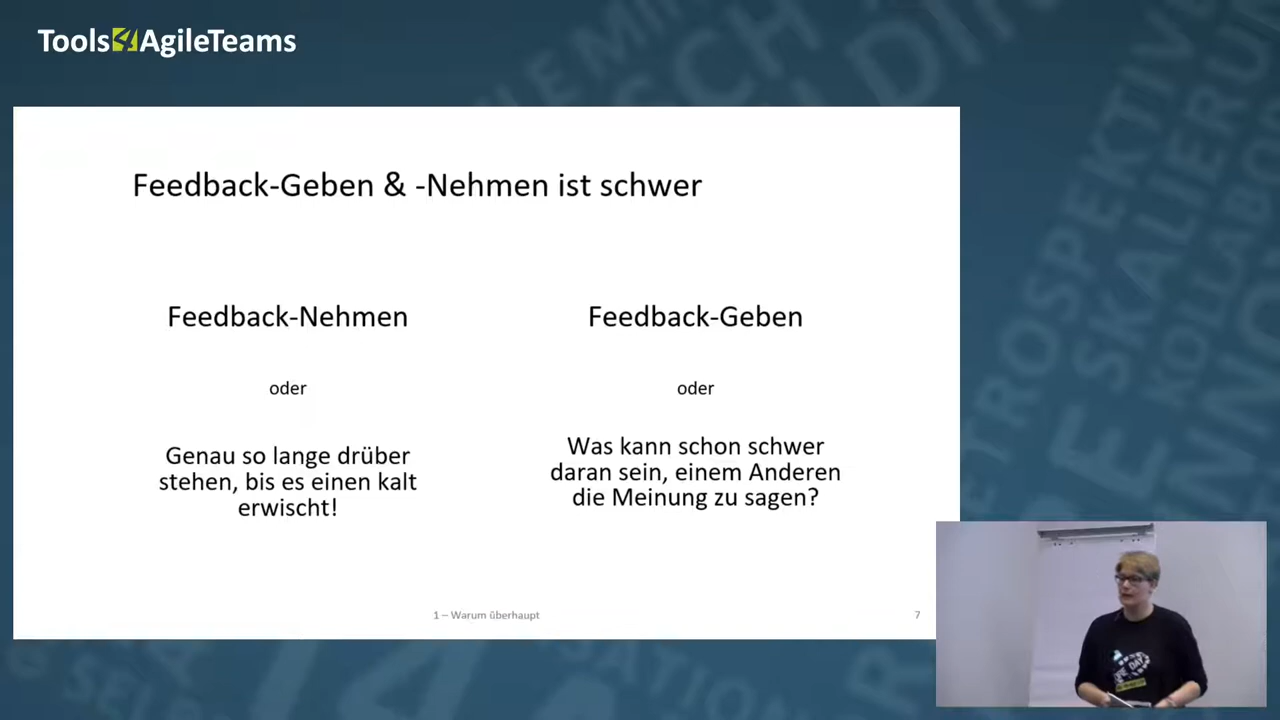 Tools4AgileTeams
Feedback-Geben & -Nehmen ist schwer
Feedback-Nehmen
oder
Genau so lange drüber
stehen, bis es einen kalt
erwischt!
Feedback-Geben
oder
Was kann schon schwer
daran sein, einem Anderen
die Meinung zu sagen?
1 – Warum überhaupt
7